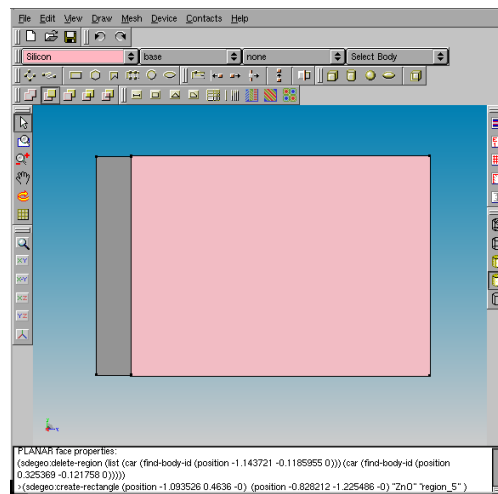 File Edit View Draw Mesh Device Contacts Help
Silicon base none Select Body
PLANAR face properties:
(sdegeo:delete-region (list (car (find-body-id (position -1.143721 -0.1185955 0))) (car (find-body-id (position
0.325369 -0.121758 0)))))
>(sdegeo:create-rectangle (position -1.093526 0.4636 -0) (position -0.828212 -1.225486 -0) "ZnO" "region_5" )